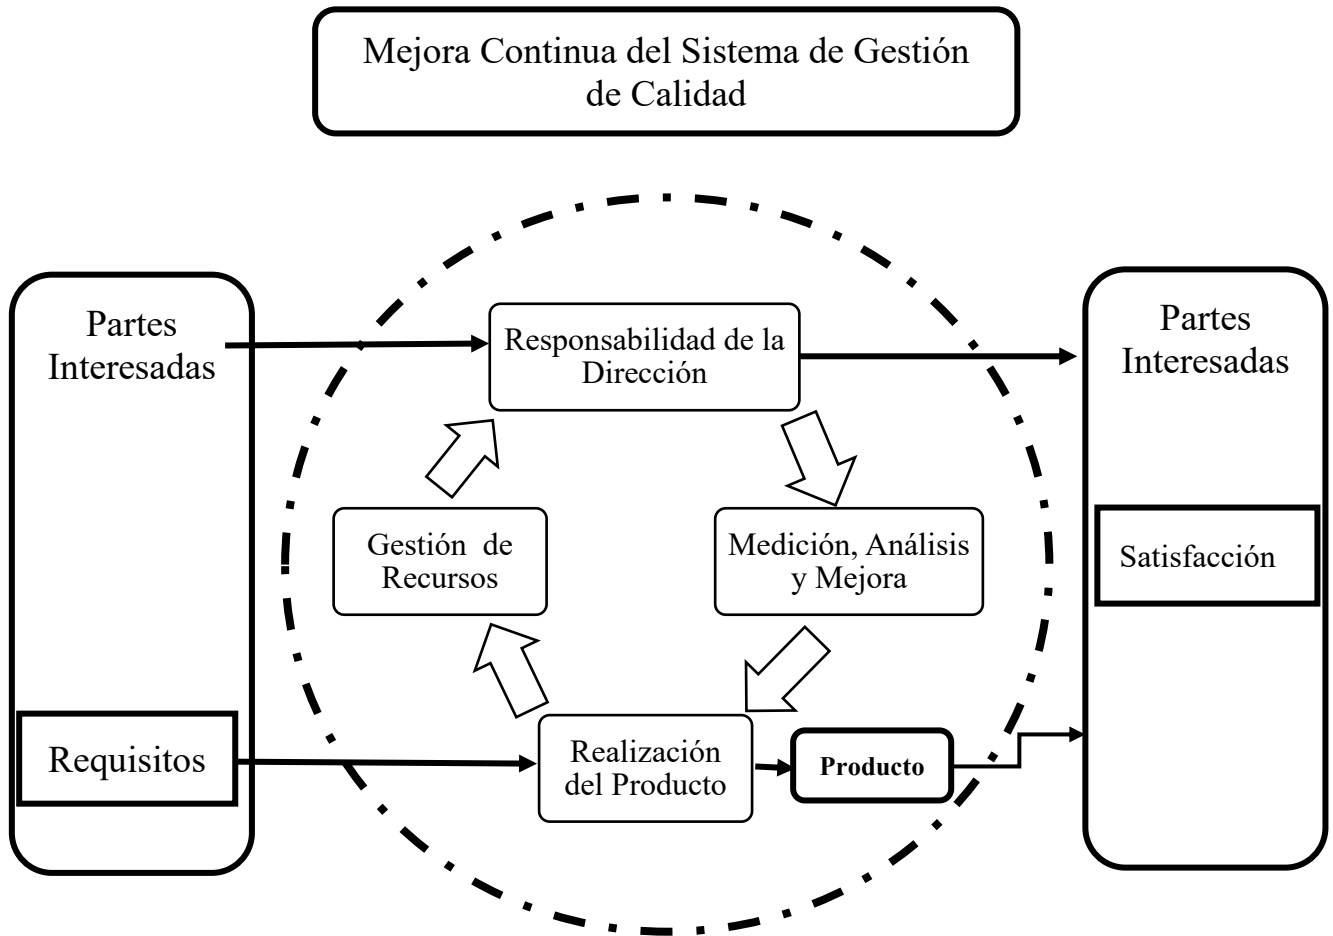 Mejora Continua del Sistema de Gestión
de Calidad
Partes
Interesadas
Responsabilidad de la
Dirección
Partes
Interesadas
Gestión de
Recursos
Medición, Análisis
y Mejora
Satisfacción
Requisitos
Realización
del Producto
Producto